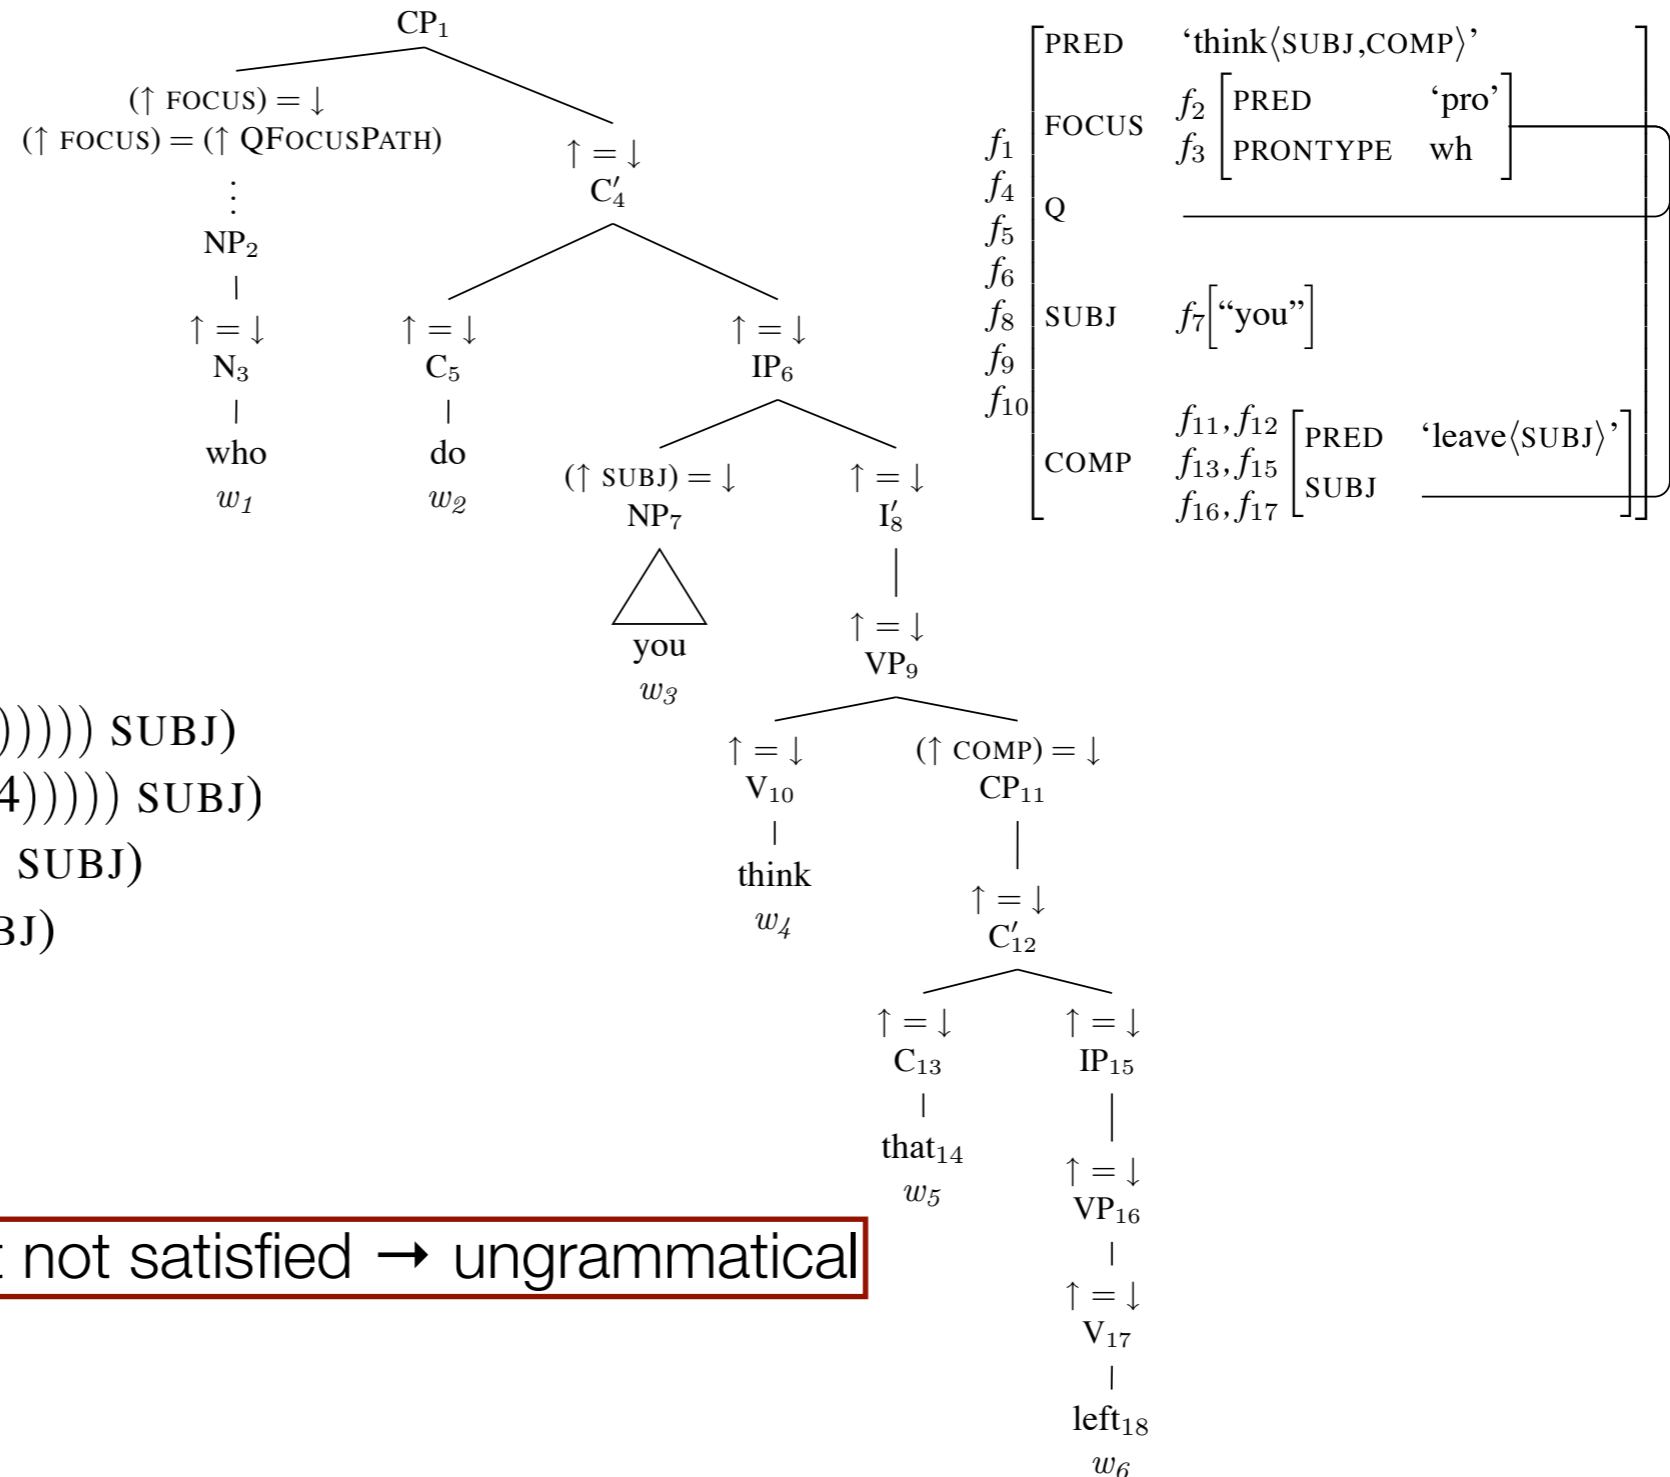 CP₁
(↑ FOCUS) = ↓
(↑ FOCUS) = (↑ QFOCUSPATH)
⋮
NP₂
↑ = ↓
N₃
who
w₁
↑ = ↓
C′₄
↑ = ↓
C₅
do
w₂
↑ = ↓
IP₆
(↑ SUBJ) = ↓
NP₇
you
w₃
↑ = ↓
I′₈
↑ = ↓
VP₉
↑ = ↓
V₁₀
think
w₄
(↑ COMP) = ↓
CP₁₁
↑ = ↓
C′₁₂
↑ = ↓
C₁₃
that₁₄
w₅
↑ = ↓
IP₁₅
↑ = ↓
VP₁₆
↑ = ↓
V₁₇
left₁₈
w₆
f₁
f₄
f₅
f₆
f₈
f₉
f₁₀
PRED ‘think⟨SUBJ,COMP⟩’
FOCUS
f₂ PRED ‘pro’
f₃ PRONTYPE wh
Q
SUBJ f₇[“you”]
COMP
f₁₁, f₁₂ PRED ‘leave⟨SUBJ⟩’
f₁₃, f₁₅ SUBJ
f₁₆, f₁₇
))))) SUBJ)
4))))) SUBJ)
SUBJ)
BJ)
not satisfied → ungrammatical